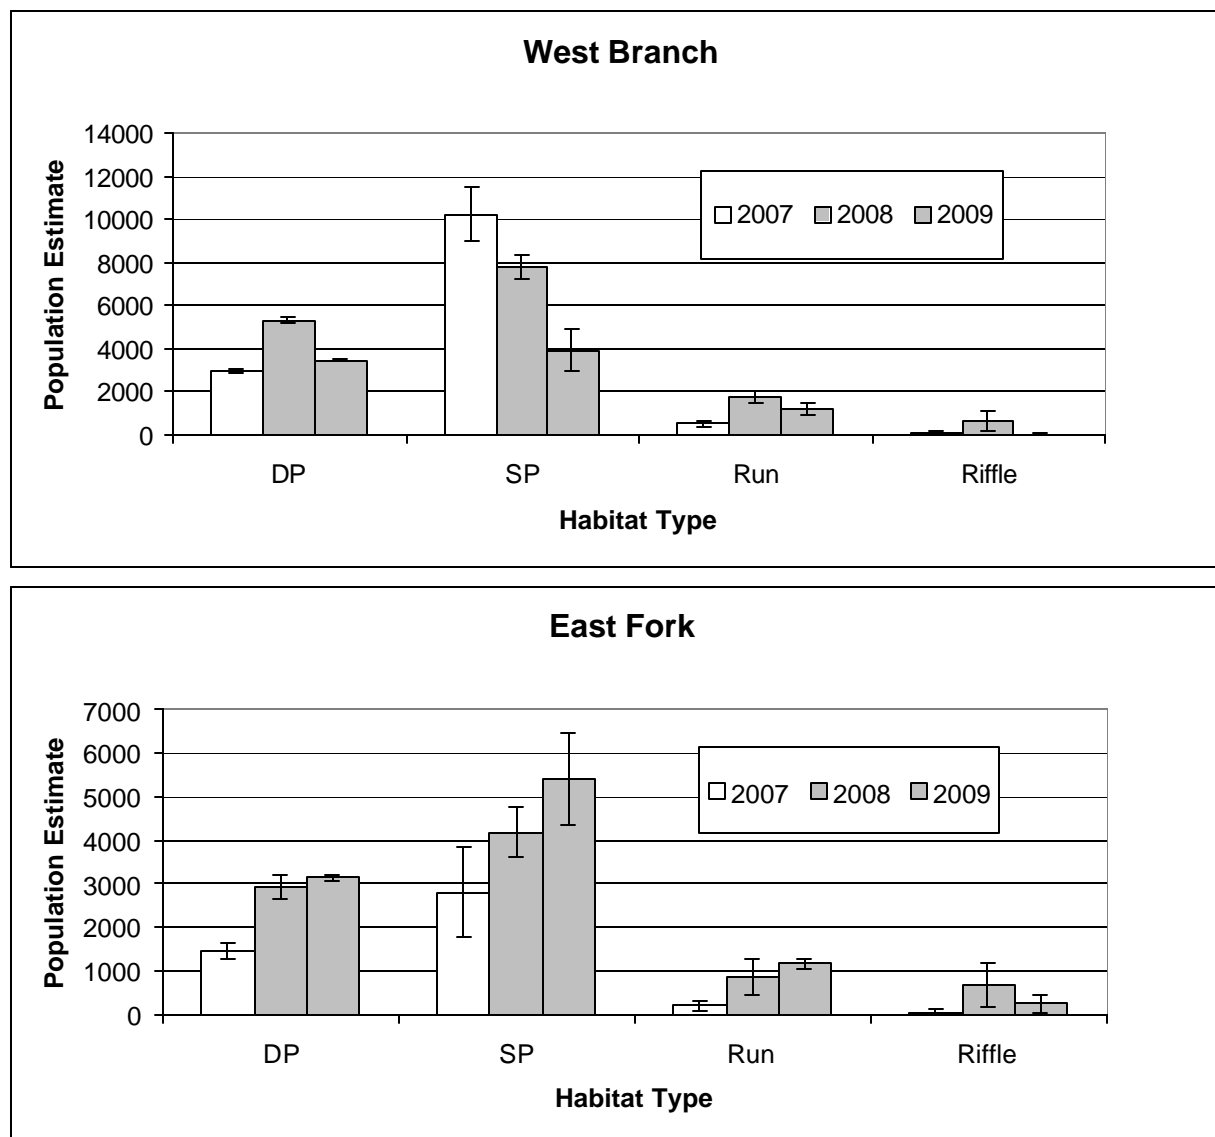 West Branch
14000
12000
10000
8000
6000
4000
2000
0
Population Estimate
2007 2008 2009
DP SP Run Riffle
Habitat Type
East Fork
7000
6000
5000
4000
3000
2000
1000
0
Population Estimate
2007 2008 2009
DP SP Run Riffle
Habitat Type